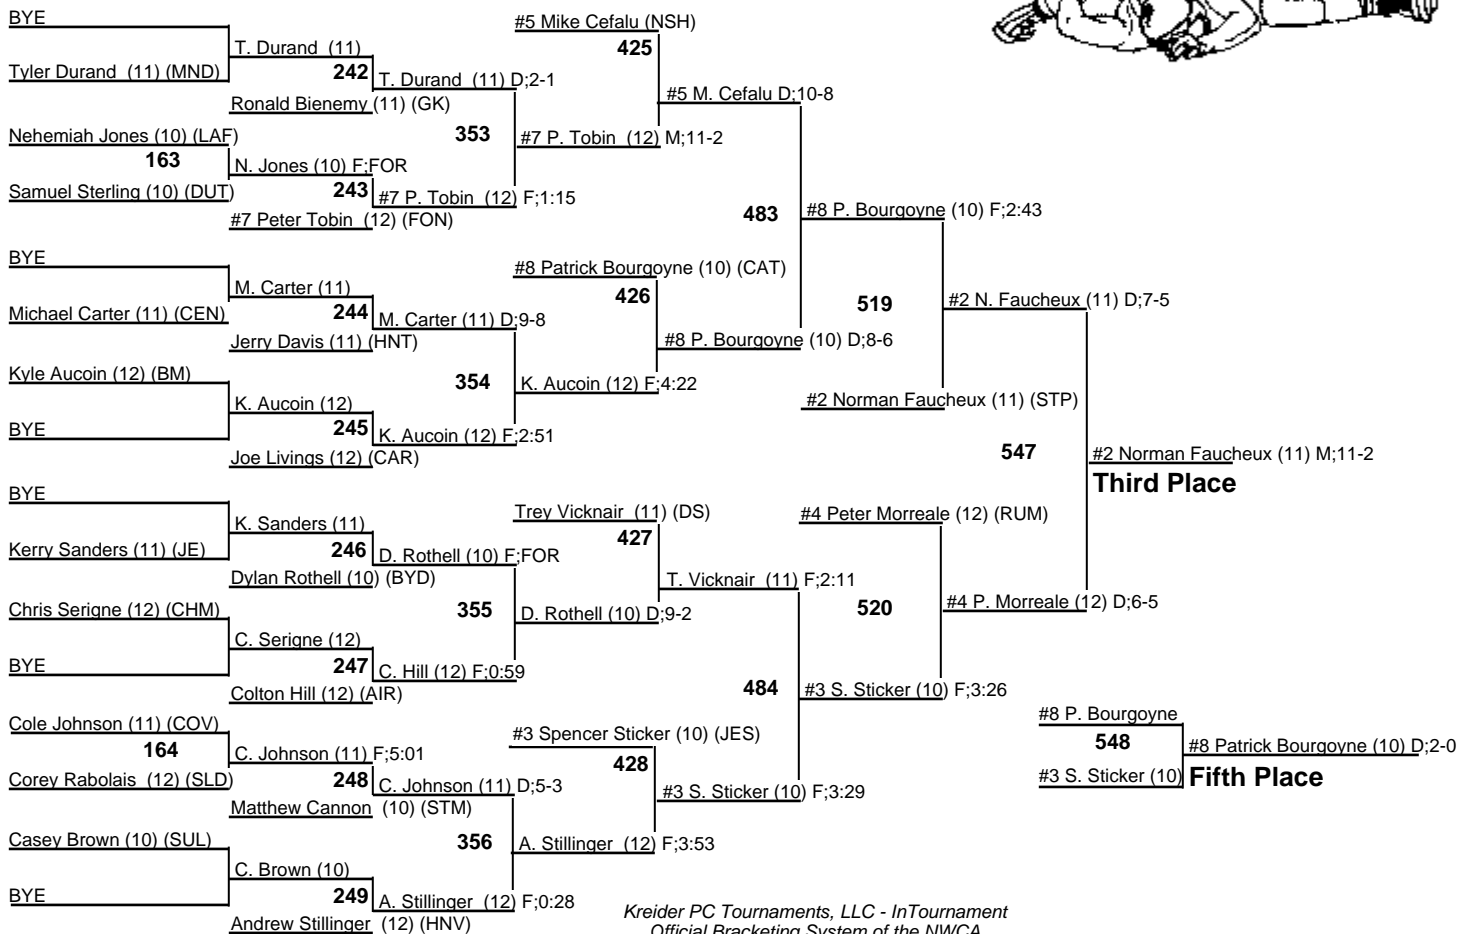 BYE
Tyler Durand (11) (MND)
T. Durand (11)
242
Ronald Bienemy (11) (GK)
T. Durand (11) D;2-1
Nehemiah Jones (10) (LAF)
163
Samuel Sterling (10) (DUT)
N. Jones (10) F;FOR
243
#7 Peter Tobin (12) (FON)
#7 P. Tobin (12) F;1:15
353
#5 Mike Cefalu (NSH)
425
#7 P. Tobin (12) M;11-2
#5 M. Cefalu D;10-8
BYE
Michael Carter (11) (CEN)
M. Carter (11)
244
Jerry Davis (11) (HNT)
M. Carter (11) D;9-8
Kyle Aucoin (12) (BM)
BYE
K. Aucoin (12)
245
Joe Livings (12) (CAR)
K. Aucoin (12) F;2:51
354
#8 Patrick Bourgoyne (10) (CAT)
426
K. Aucoin (12) F;4:22
#8 P. Bourgoyne (10) D;8-6
483
#8 P. Bourgoyne (10) F;2:43
519
#2 Norman Faucheux (11) (STP)
#2 N. Faucheux (11) D;7-5
BYE
Kerry Sanders (11) (JE)
K. Sanders (11)
246
Dylan Rothell (10) (BYD)
D. Rothell (10) F;FOR
Chris Serigne (12) (CHM)
BYE
C. Serigne (12)
247
Colton Hill (12) (AIR)
C. Hill (12) F;0:59
355
Trey Vicknair (11) (DS)
427
D. Rothell (10) D;9-2
T. Vicknair (11) F;2:11
Cole Johnson (11) (COV)
164
Corey Rabolais (12) (SLD)
C. Johnson (11) F;5:01
248
Matthew Cannon (10) (STM)
C. Johnson (11) D;5-3
Casey Brown (10) (SUL)
BYE
C. Brown (10)
249
Andrew Stillinger (12) (HNV)
A. Stillinger (12) F;0:28
356
#3 Spencer Sticker (10) (JES)
428
A. Stillinger (12) F;3:53
#3 S. Sticker (10) F;3:29
484
#4 Peter Morreale (12) (RUM)
520
#3 S. Sticker (10) F;3:26
#4 P. Morreale (12) D;6-5
547
#2 Norman Faucheux (11) M;11-2
Third Place
#8 P. Bourgoyne
548
#3 S. Sticker (10)
#8 Patrick Bourgoyne (10) D;2-0
Fifth Place
Kreider PC Tournaments, LLC - InTournament
Official Bracketing System of the NWCA